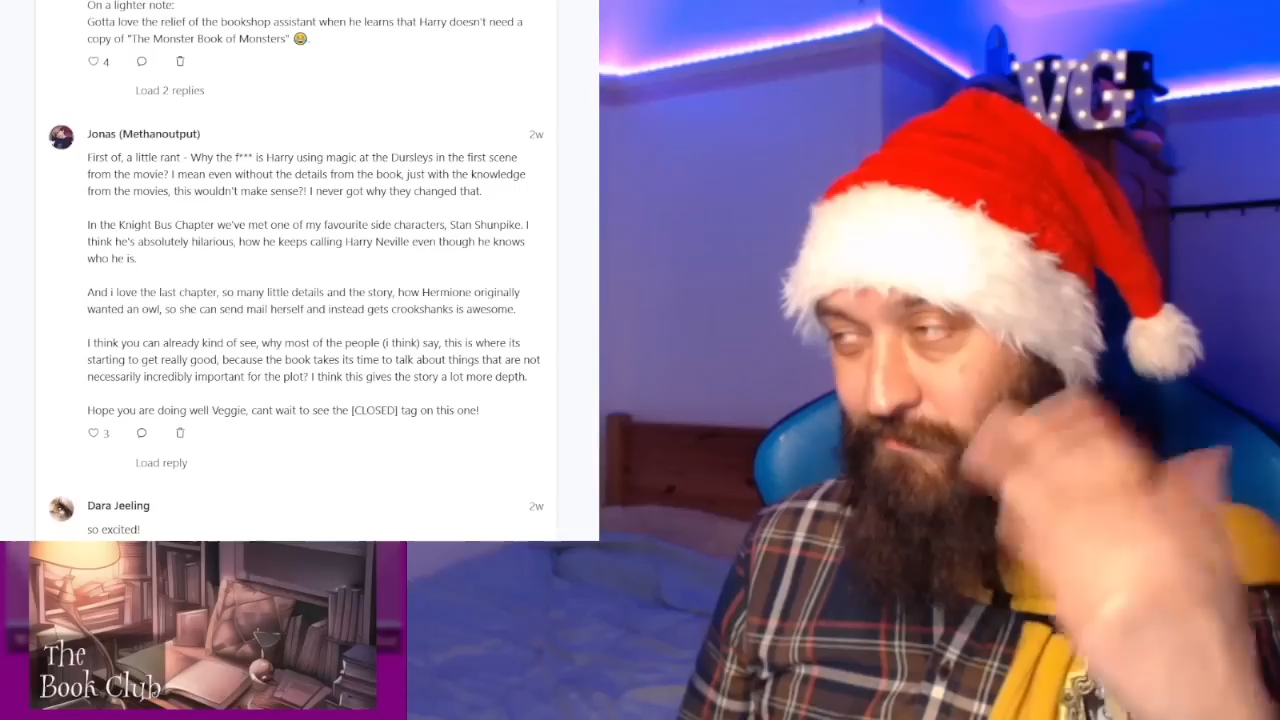 On a lighter note:
Gotta love the relief of the bookshop assistant when he learns that Harry doesn't need a
copy of "The Monster Book of Monsters" 😂.
4
Load 2 replies
Jonas (Methanoutput)
2w
First of, a little rant - Why the f*** is Harry using magic at the Dursleys in the first scene
from the movie? I mean even without the details from the book, just with the knowledge
from the movies, this wouldn't make sense?! I never got why they changed that.
In the Knight Bus Chapter we've met one of my favourite side characters, Stan Shunpike. I
think he's absolutely hilarious, how he keeps calling Harry Neville even though he knows
who he is.
And i love the last chapter, so many little details and the story, how Hermione originally
wanted an owl, so she can send mail herself and instead gets crookshanks is awesome.
I think you can already kind of see, why most of the people (i think) say, this is where its
starting to get really good, because the book takes its time to talk about things that are not
necessarily incredibly important for the plot? I think this gives the story a lot more depth.
Hope you are doing well Veggie, cant wait to see the [CLOSED] tag on this one!
3
Load reply
Dara Jeeling
2w
so excited!
VG
The
Book Club